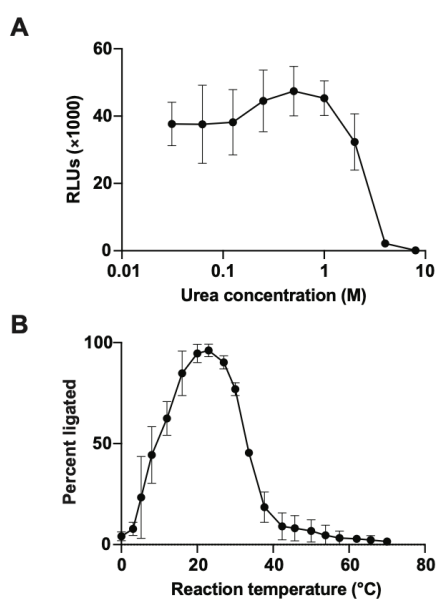 A
60
40
20
0
RLUs (×1000)
0.01 0.1 1 10
Urea concentration (M)
B
100
50
0
Percent ligated
0 20 40 60 80
Reaction temperature (°C)